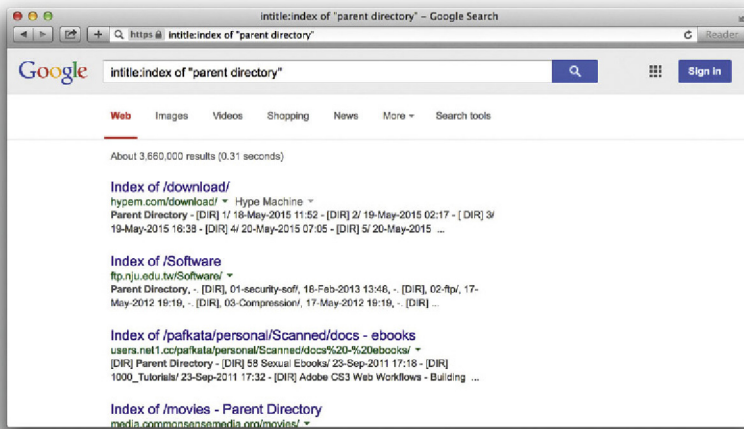 intitle:index of "parent directory" – Google Search
https intitle:index of "parent directory" Reader
Google intitle:index of "parent directory" Sign in
Web Images Videos Shopping News More Search tools
About 3,660,000 results (0.31 seconds)
Index of /download/
hypem.com/download/ Hype Machine
Parent Directory - [DIR] 1/ 18-May-2015 11:52 - [DIR] 2/ 19-May-2015 02:17 - [ DIR] 3/
19-May-2015 16:38 - [DIR] 4/ 20-May-2015 07:05 - [DIR] 5/ 20-May-2015 ...
Index of /Software
ftp.nju.edu.tw/Software/
Parent Directory, -. [DIR], 01-security-sof/, 18-Feb-2013 13:48, -. [DIR], 02-ftp/, 17-
May-2012 19:19, -. [DIR], 03-Compression/, 17-May-2012 19:19, -. [DIR] ...
Index of /pafkata/personal/Scanned/docs - ebooks
users.net1.cc/pafkata/personal/Scanned/docs%20-%20ebooks/
[DIR] Parent Directory - [DIR] 58 Sexual Ebooks/ 23-Sep-2011 17:18 - [DIR]
1000_Tutorials/ 23-Sep-2011 17:32 - [DIR] Adobe CS3 Web Workflows - Building ...
Index of /movies - Parent Directory
media.commonsensemedia.org/movies/